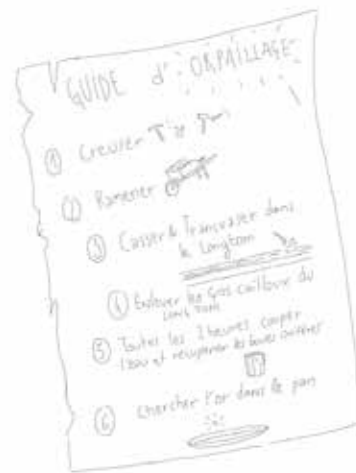 GUIDE d'ORPAILLAGE
① Creuser
② Ramener
③ Casser & Transvaser dans
le Longtom
④ Enlever les Gros cailloux du
Long Tom
⑤ Toutes les 2 heures couper
l'eau et récupérer les boues aurifères
⑥ Chercher l'or dans le pan